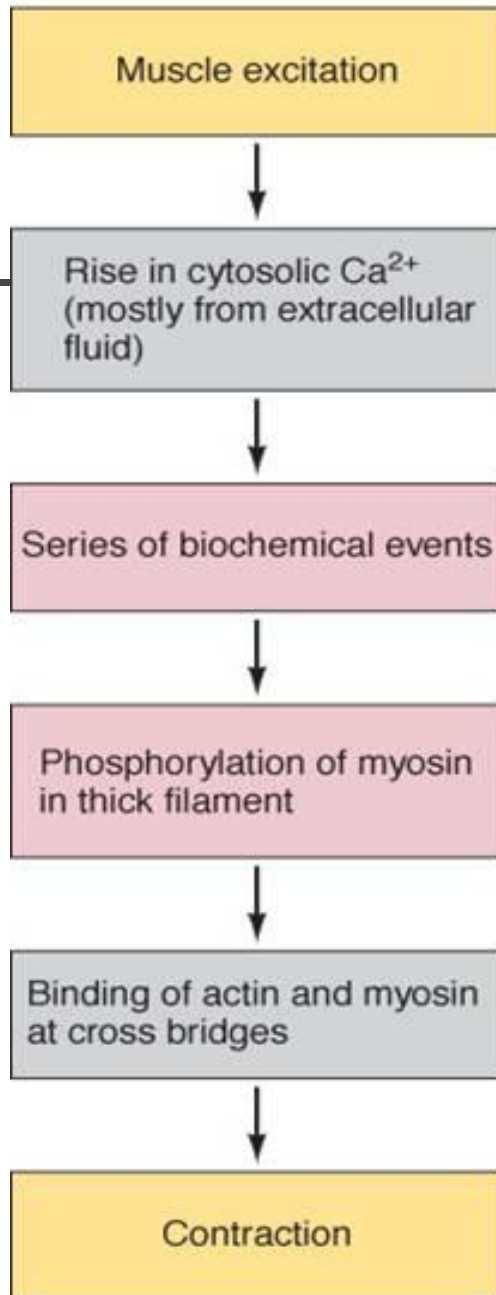 Muscle excitation
Rise in cytosolic Ca²⁺
(mostly from extracellular
fluid)
Series of biochemical events
Phosphorylation of myosin
in thick filament
Binding of actin and myosin
at cross bridges
Contraction